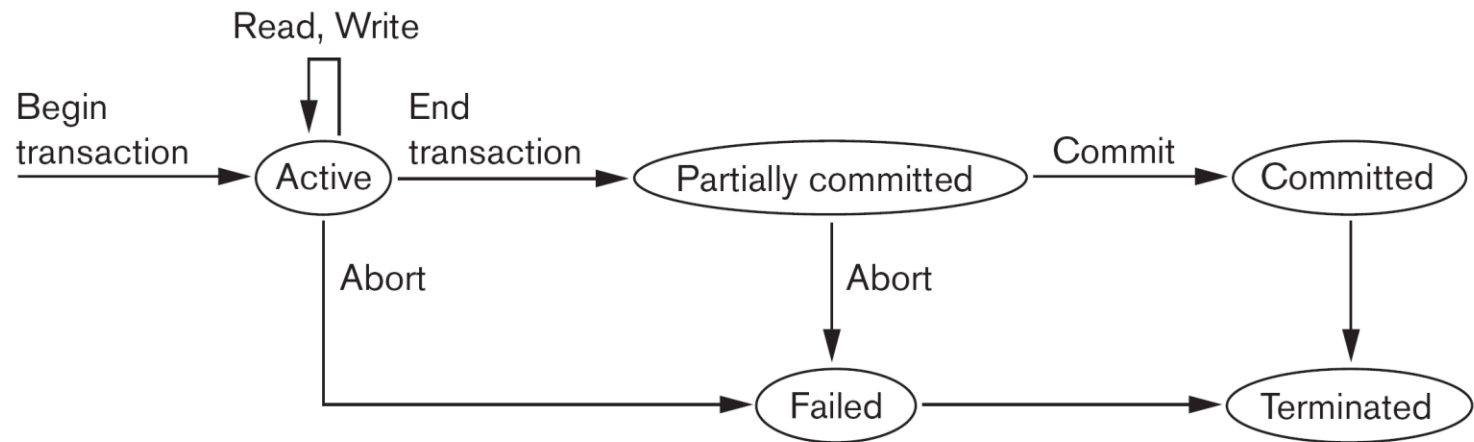 Read, Write
Begin
transaction
End
transaction
Active
Partially committed
Commit
Committed
Abort
Abort
Failed
Terminated